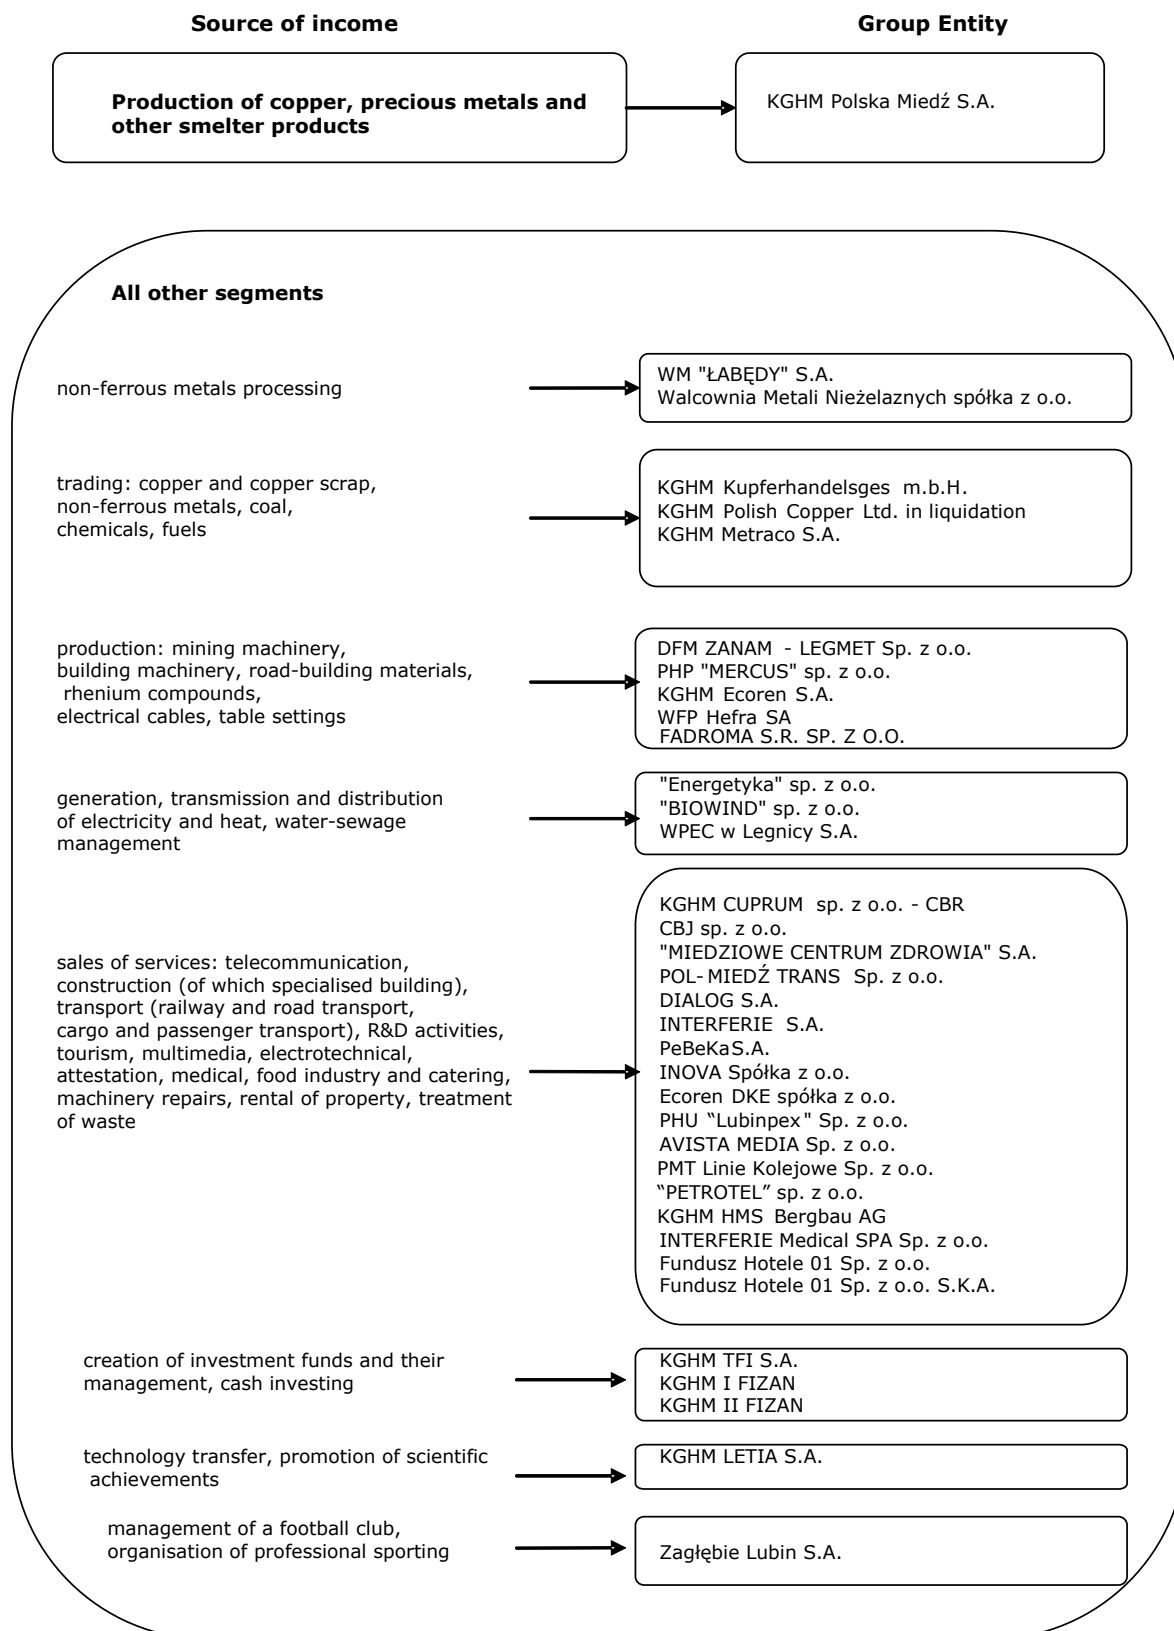 Source of income
Group Entity
Production of copper, precious metals and
other smelter products
KGHM Polska Miedź S.A.
All other segments
non-ferrous metals processing
WM "ŁABĘDY" S.A.
Walcownia Metali Nieżelaznych spółka z o.o.
trading: copper and copper scrap,
non-ferrous metals, coal,
chemicals, fuels
KGHM Kupferhandelsges m.b.H.
KGHM Polish Copper Ltd. in liquidation
KGHM Metraco S.A.
production: mining machinery,
building machinery, road-building materials,
rhenium compounds,
electrical cables, table settings
DFM ZANAM - LEGMET Sp. z o.o.
PHP "MERCUS" sp. z o.o.
KGHM Ecoren S.A.
WFP Hefra SA
FADROMA S.R. SP. Z O.O.
generation, transmission and distribution
of electricity and heat, water-sewage
management
"Energetyka" sp. z o.o.
"BIOWIND" sp. z o.o.
WPEC w Legnicy S.A.
sales of services: telecommunication,
construction (of which specialised building),
transport (railway and road transport,
cargo and passenger transport), R&D activities,
tourism, multimedia, electrotechnical,
attestation, medical, food industry and catering,
machinery repairs, rental of property, treatment
of waste
KGHM CUPRUM sp. z o.o. - CBR
CBJ sp. z o.o.
"MIEDZIOWE CENTRUM ZDROWIA" S.A.
POL-MIEDŹ TRANS Sp. z o.o.
DIALOG S.A.
INTERFERIE S.A.
PeBeKaS.A.
INOVA Spółka z o.o.
Ecoren DKE spółka z o.o.
PHU “Lubinpex" Sp. z o.o.
AVISTA MEDIA Sp. z o.o.
PMT Linie Kolejowe Sp. z o.o.
“PETROTEL” sp. z o.o.
KGHM HMS Bergbau AG
INTERFERIE Medical SPA Sp. z o.o.
Fundusz Hotele 01 Sp. z o.o.
Fundusz Hotele 01 Sp. z o.o. S.K.A.
creation of investment funds and their
management, cash investing
KGHM TFI S.A.
KGHM I FIZAN
KGHM II FIZAN
technology transfer, promotion of scientific
achievements
KGHM LETIA S.A.
management of a football club,
organisation of professional sporting
Zagłębie Lubin S.A.